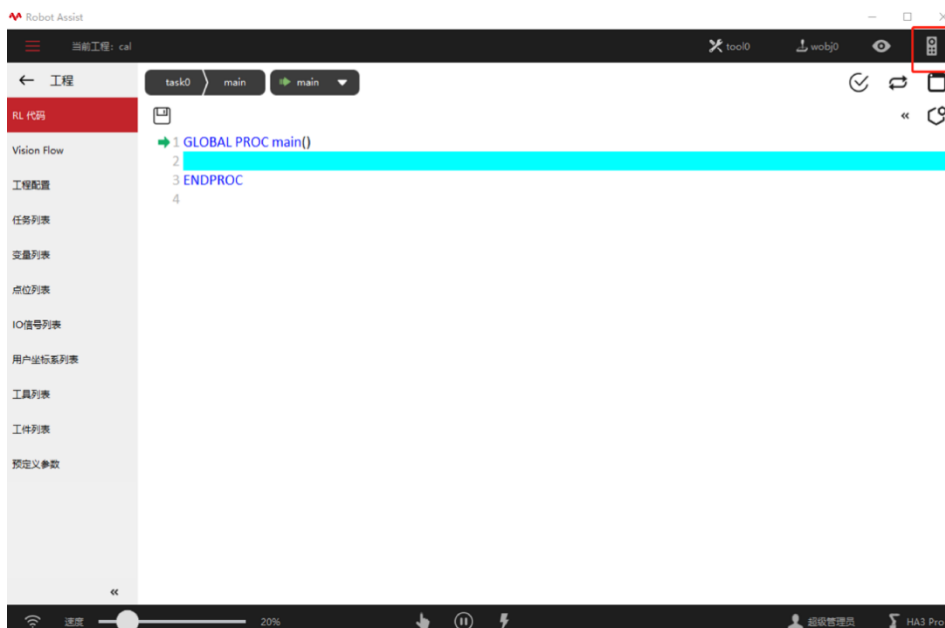 Robot Assist
当前工程: cal
tool0
wobj0
工程
task0
main
main
RL 代码
Vision Flow
工程配置
任务列表
变量列表
点位列表
IO信号列表
用户坐标系列表
工具列表
工件列表
预定义参数
«
«
1 GLOBAL PROC main()
2
3 ENDPROC
4
速度
20%
超级管理员
HA3 Pro